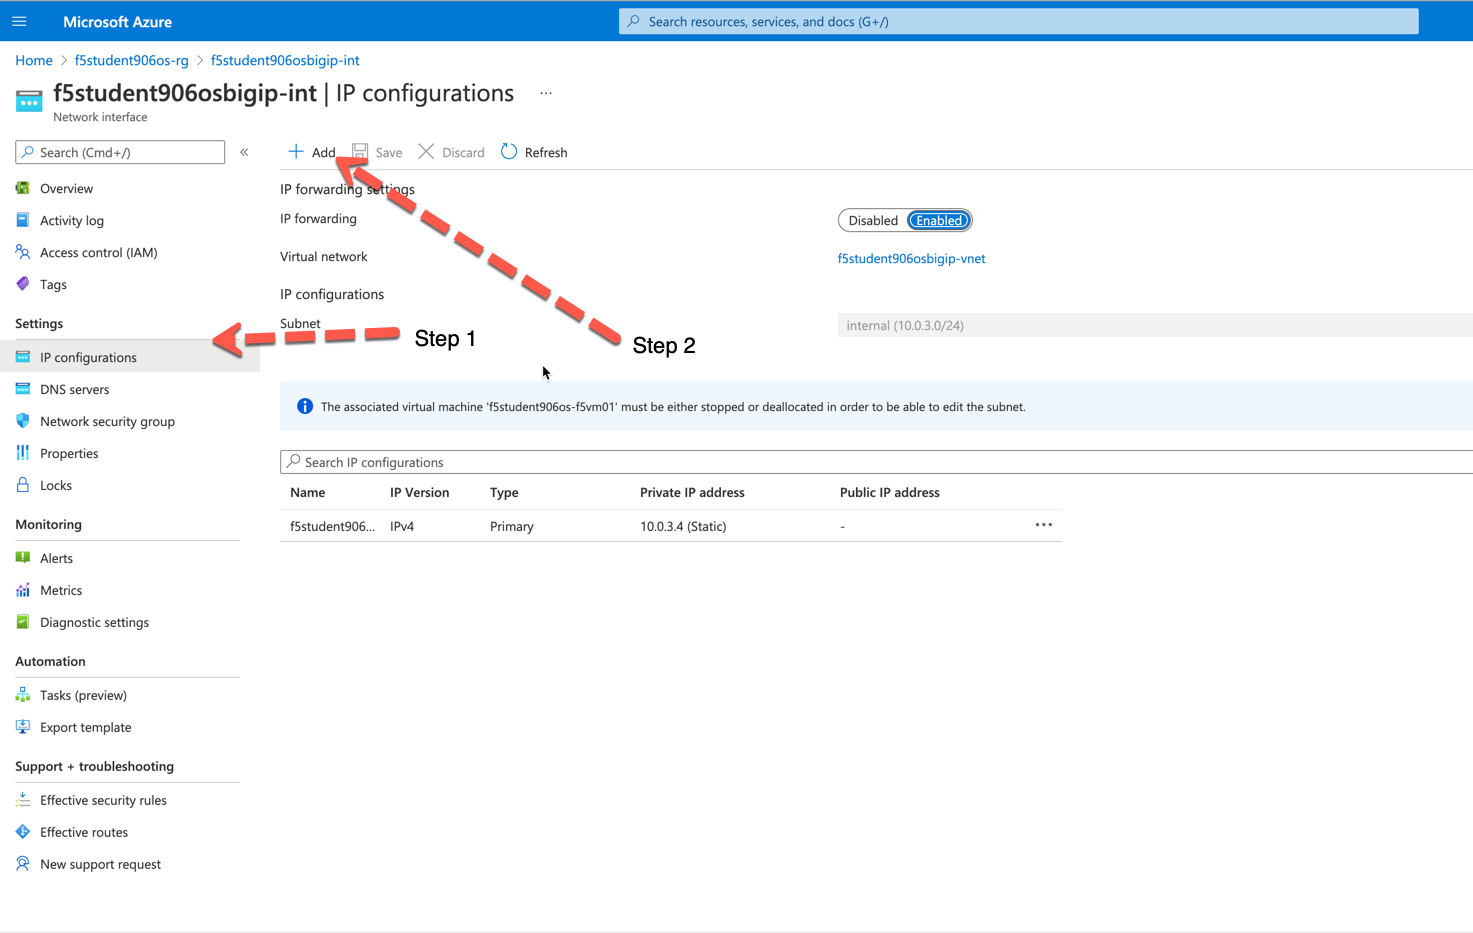 Microsoft Azure
Search resources, services, and docs (G+/)
Home > f5student906os-rg > f5student906osbigip-int
f5student906osbigip-int | IP configurations ...
Network interface
Search (Cmd+/) «
Add Save Discard Refresh
Overview
Activity log
Access control (IAM)
Tags
Settings
IP configurations
DNS servers
Network security group
Properties
Locks
Monitoring
Alerts
Metrics
Diagnostic settings
Automation
Tasks (preview)
Export template
Support + troubleshooting
Effective security rules
Effective routes
New support request
IP forwarding settings
IP forwarding Disabled Enabled
Virtual network f5student906osbigip-vnet
IP configurations
Subnet internal (10.0.3.0/24)
Step 1
Step 2
The associated virtual machine 'f5student906os-f5vm01' must be either stopped or deallocated in order to be able to edit the subnet.
Search IP configurations
Name IP Version Type Private IP address Public IP address
f5student906... IPv4 Primary 10.0.3.4 (Static) - ...